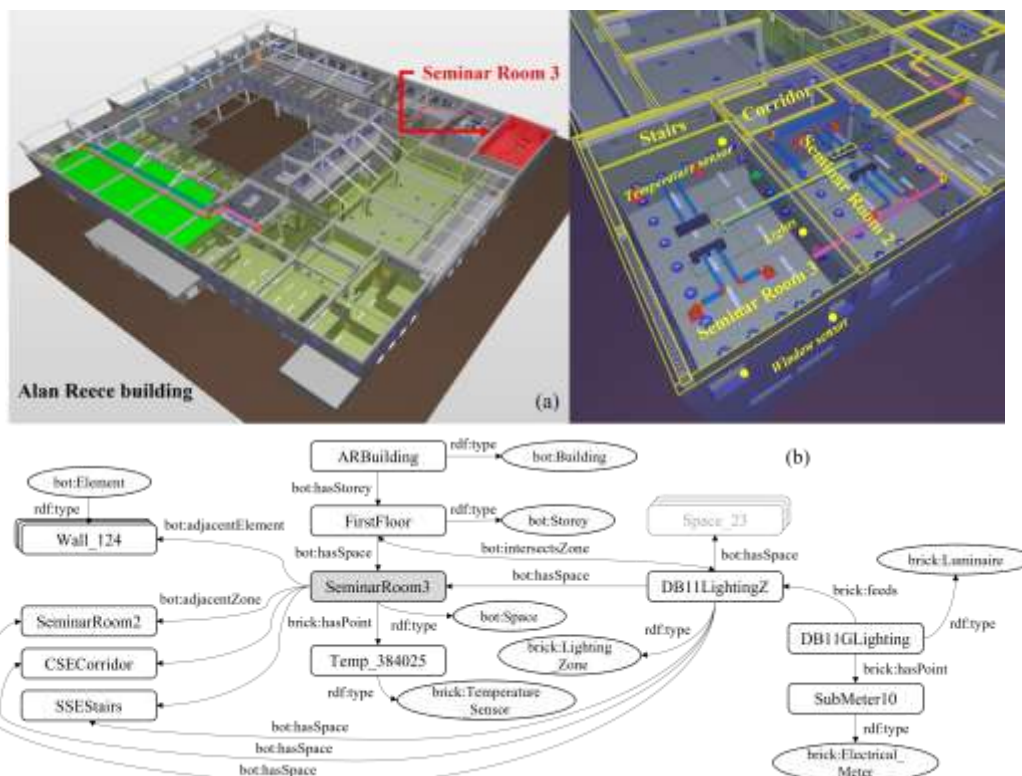 Seminar Room 3
Alan Reece building
(a)
Stairs
Corridor
Temperature sensor
Seminar Room 2
Lights
Seminar Room 3
Window sensor
(b)
ARBuilding
rdf:type
bot:Building
bot:Element
bot:hasStorey
rdf:type
bot:adjacentElement
FirstFloor
rdf:type
bot:Storey
Space_23
Wall_124
bot:hasSpace
bot:intersectsZone
bot:hasSpace
brick:Luminaire
bot:hasSpace
SeminarRoom3
DB11LightingZ
brick:feeds
bot:adjacentZone
SeminarRoom2
brick:hasPoint
rdf:type
bot:Space
rdf:type
DB11GLighting
rdf:type
CSECorridor
Temp_384025
brick:Lighting
Zone
brick:hasPoint
rdf:type
SSEStairs
brick:Temperature
Sensor
SubMeter10
bot:hasSpace
rdf:type
bot:hasSpace
brick:Electrical_
Meter
bot:hasSpace